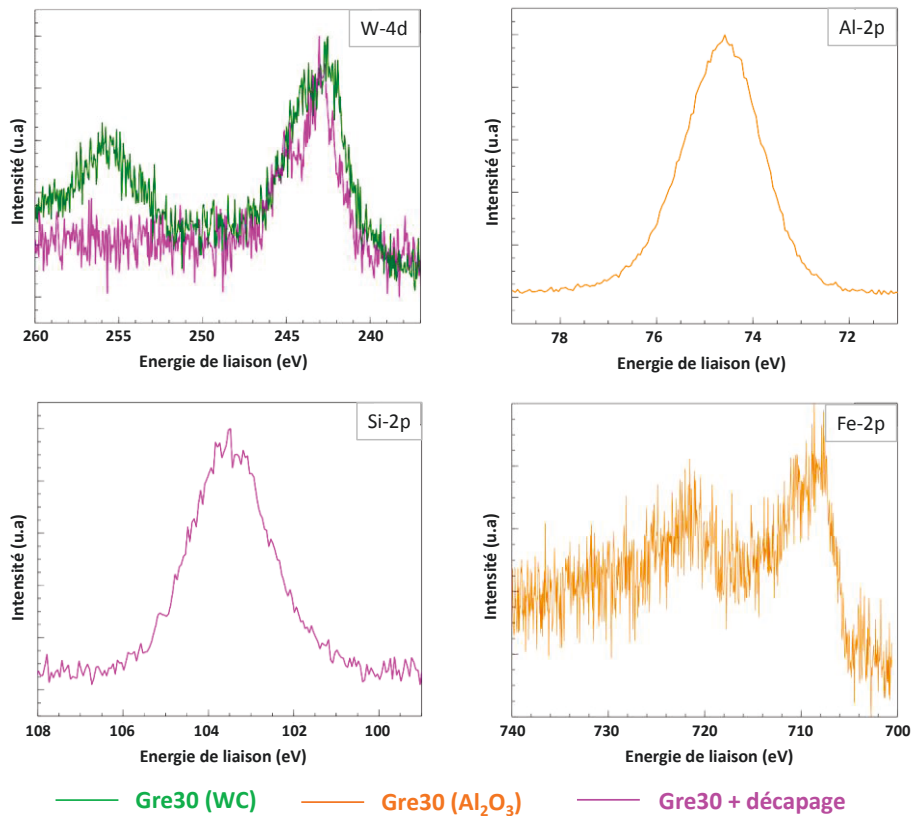 W-4d
Intensité (u.a)
260 255 250 245 240
Energie de liaison (eV)
Al-2p
Intensité (u.a)
78 76 74 72
Energie de liaison (eV)
Si-2p
Intensité (u.a)
108 106 104 102 100
Energie de liaison (eV)
Fe-2p
Intensité (u.a)
740 730 720 710 700
Energie de liaison (eV)
Gre30 (WC) Gre30 (Al₂O₃) Gre30 + décapage